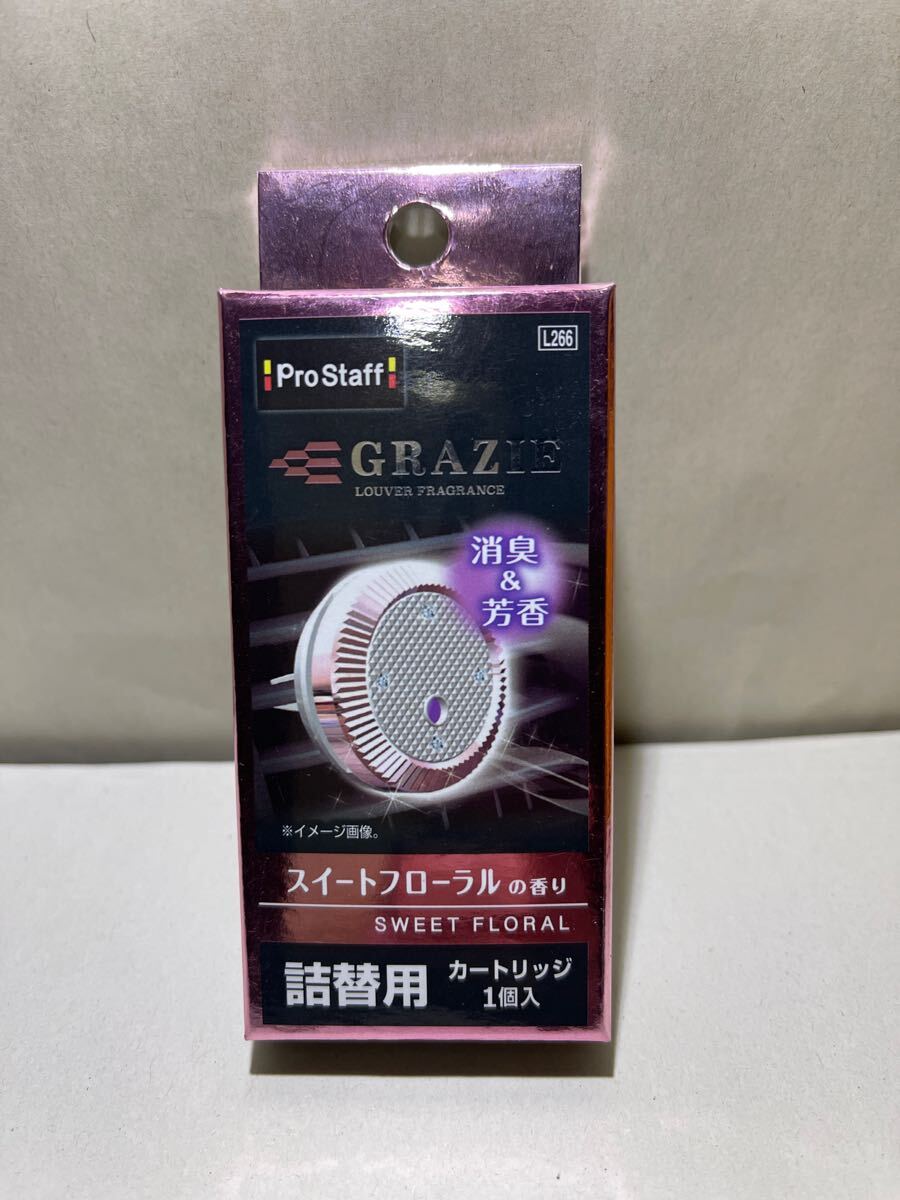 L266
ProStaff
GRAZIE
LOUVER FRAGRANCE
消臭
&
芳香
※イメージ画像。
スイートフローラルの香り
SWEET FLORAL
詰替用
カートリッジ
1個入